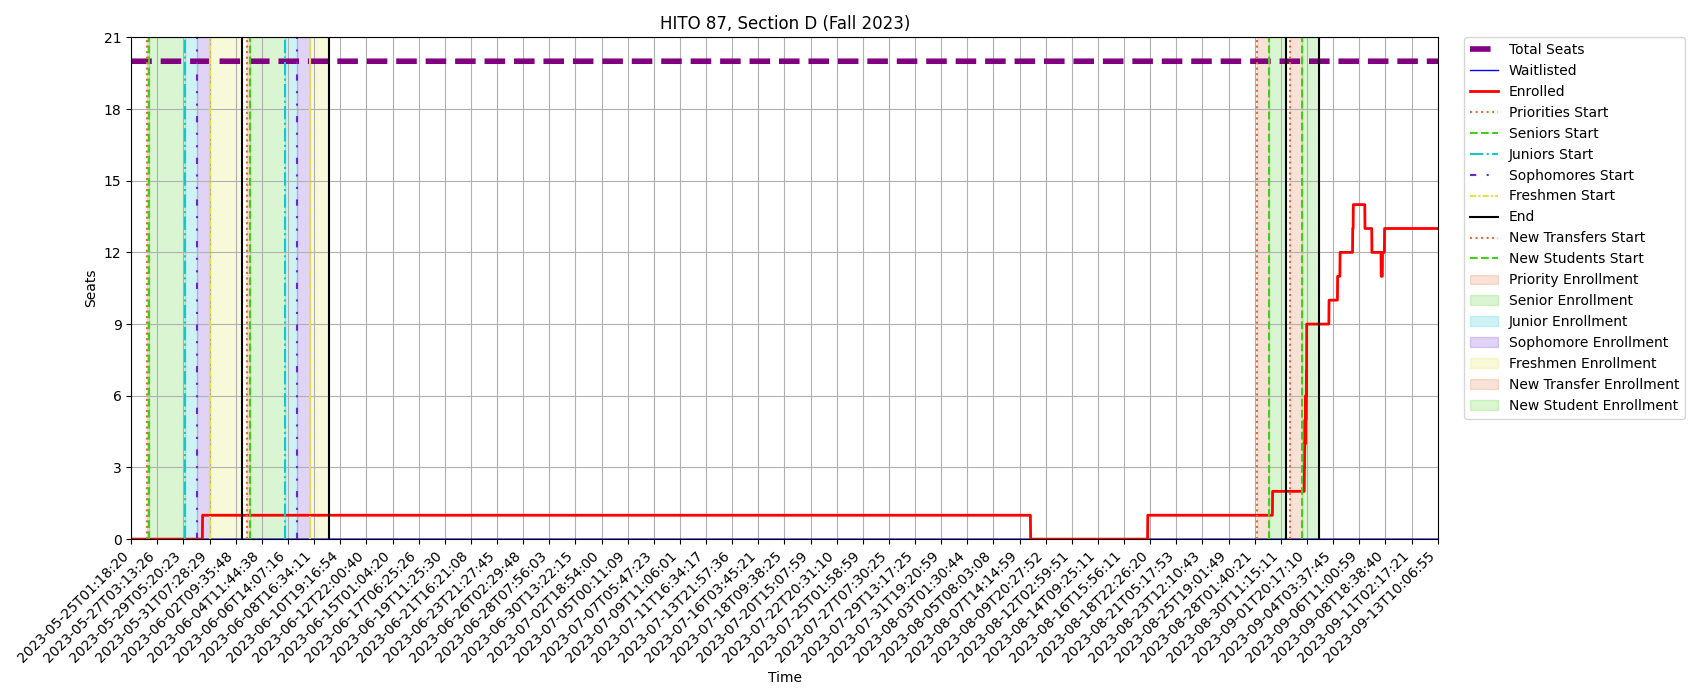 HITO 87, Section D (Fall 2023)
21
18
15
12
9
6
3
0
Seats
2023-05-25T01:18:20
2023-05-27T03:13:26
2023-05-29T05:20:23
2023-05-31T07:28:29
2023-06-02T09:35:48
2023-06-04T11:44:38
2023-06-06T14:07:16
2023-06-08T16:34:11
2023-06-10T19:16:54
2023-06-12T22:00:40
2023-06-15T01:04:20
2023-06-17T06:25:26
2023-06-19T11:25:30
2023-06-21T16:21:08
2023-06-23T21:27:45
2023-06-26T02:29:48
2023-06-28T07:56:03
2023-06-30T13:22:15
2023-07-02T18:54:00
2023-07-05T00:11:09
2023-07-07T05:47:23
2023-07-09T11:06:01
2023-07-11T16:34:17
2023-07-13T21:57:36
2023-07-16T03:45:21
2023-07-18T09:38:25
2023-07-20T15:07:59
2023-07-22T20:31:10
2023-07-25T01:58:59
2023-07-27T07:30:25
2023-07-29T13:17:25
2023-07-31T19:20:59
2023-08-03T01:30:44
2023-08-05T08:03:08
2023-08-07T14:14:59
2023-08-09T20:27:52
2023-08-12T02:59:51
2023-08-14T09:25:11
2023-08-16T15:56:11
2023-08-18T22:26:20
2023-08-21T05:17:53
2023-08-23T12:10:43
2023-08-25T19:01:49
2023-08-28T01:40:21
2023-08-30T11:15:11
2023-09-01T20:17:10
2023-09-04T03:37:45
2023-09-06T11:00:59
2023-09-08T18:38:40
2023-09-11T02:17:21
2023-09-13T10:06:55
Time
Total Seats
Waitlisted
Enrolled
Priorities Start
Seniors Start
Juniors Start
Sophomores Start
Freshmen Start
End
New Transfers Start
New Students Start
Priority Enrollment
Senior Enrollment
Junior Enrollment
Sophomore Enrollment
Freshmen Enrollment
New Transfer Enrollment
New Student Enrollment